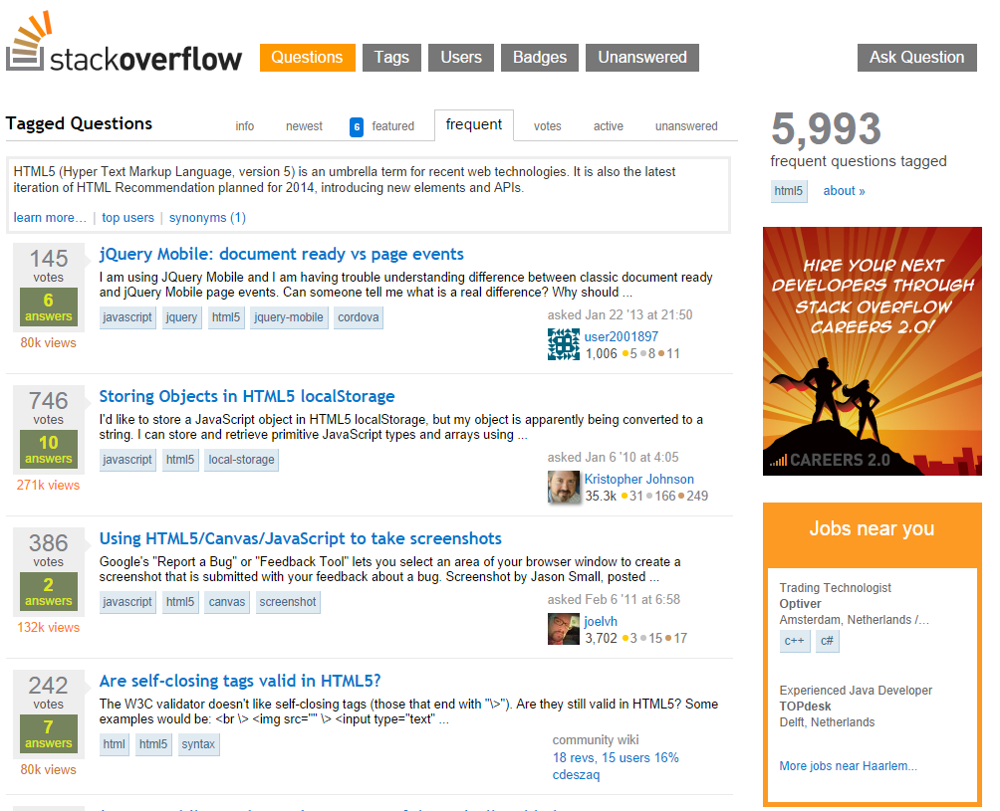 stackoverflow
Questions Tags Users Badges Unanswered Ask Question
Tagged Questions
info newest 6 featured frequent votes active unanswered
5,993
frequent questions tagged
html5 about »
HTML5 (Hyper Text Markup Language, version 5) is an umbrella term for recent web technologies. It is also the latest
iteration of HTML Recommendation planned for 2014, introducing new elements and APIs.
learn more… | top users | synonyms (1)
145
votes
6
answers
80k views
jQuery Mobile: document ready vs page events
I am using JQuery Mobile and I am having trouble understanding difference between classic document ready
and jQuery Mobile page events. Can someone tell me what is a real difference? Why should ...
javascript jquery html5 jquery-mobile cordova
asked Jan 22 '13 at 21:50
user2001897
1,006 ●5 ●8 ●11
746
votes
10
answers
271k views
Storing Objects in HTML5 localStorage
I'd like to store a JavaScript object in HTML5 localStorage, but my object is apparently being converted to a
string. I can store and retrieve primitive JavaScript types and arrays using ...
javascript html5 local-storage
asked Jan 6 '10 at 4:05
Kristopher Johnson
35.3k ●31 ●166 ●249
386
votes
2
answers
132k views
Using HTML5/Canvas/JavaScript to take screenshots
Google's "Report a Bug" or "Feedback Tool" lets you select an area of your browser window to create a
screenshot that is submitted with your feedback about a bug. Screenshot by Jason Small, posted ...
javascript html5 canvas screenshot
asked Feb 6 '11 at 6:58
joelvh
3,702 ●3 ●15 ●17
242
votes
7
answers
80k views
Are self-closing tags valid in HTML5?
The W3C validator doesn't like self-closing tags (those that end with "\>"). Are they still valid in HTML5? Some
examples would be: <br \> <img src="" \> <input type="text" ...
html html5 syntax
community wiki
18 revs, 15 users 16%
cdeszaq
HIRE YOUR NEXT
DEVELOPERS THROUGH
STACK OVERFLOW
CAREERS 2.0!
CAREERS 2.0
Jobs near you
Trading Technologist
Optiver
Amsterdam, Netherlands /…
c++ c#
Experienced Java Developer
TOPdesk
Delft, Netherlands
More jobs near Haarlem...